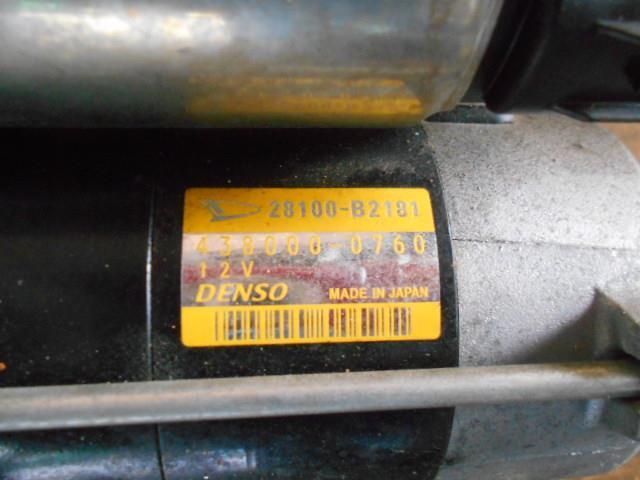 28100-B2181
438000-0760
12V
DENSO MADE IN JAPAN